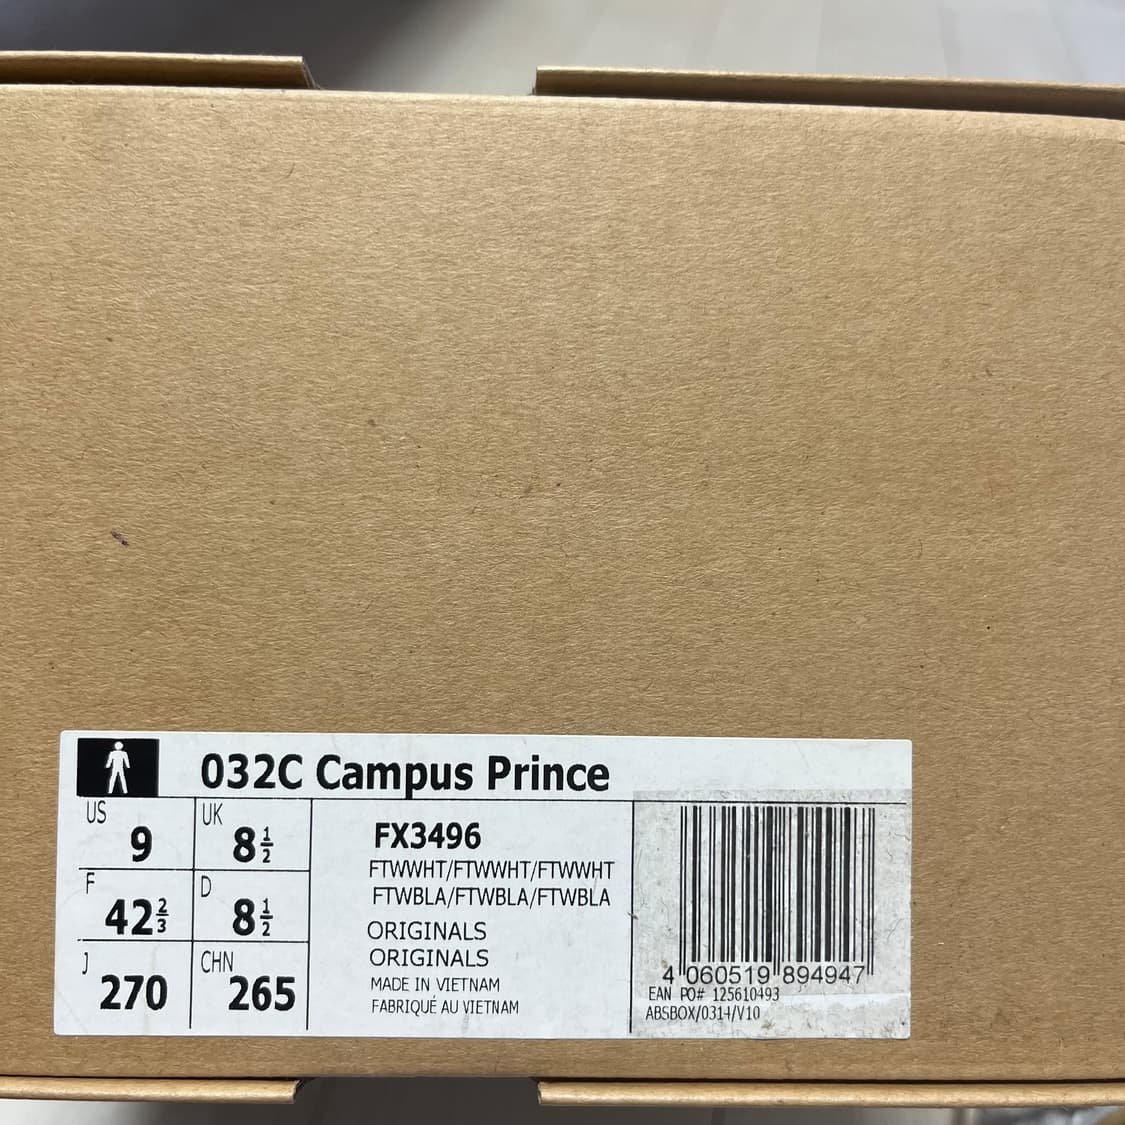 032C Campus Prince
US 9
UK 8½
F 42⅔
D 8½
J 270
CHN 265
FX3496
FTWWHT/FTWWHT/FTWWHT
FTWBLA/FTWBLA/FTWBLA
ORIGINALS
ORIGINALS
MADE IN VIETNAM
FABRIQUÉ AU VIETNAM
4 060519 894947
EAN PO# 125610493
ABSBOX/0314/V10